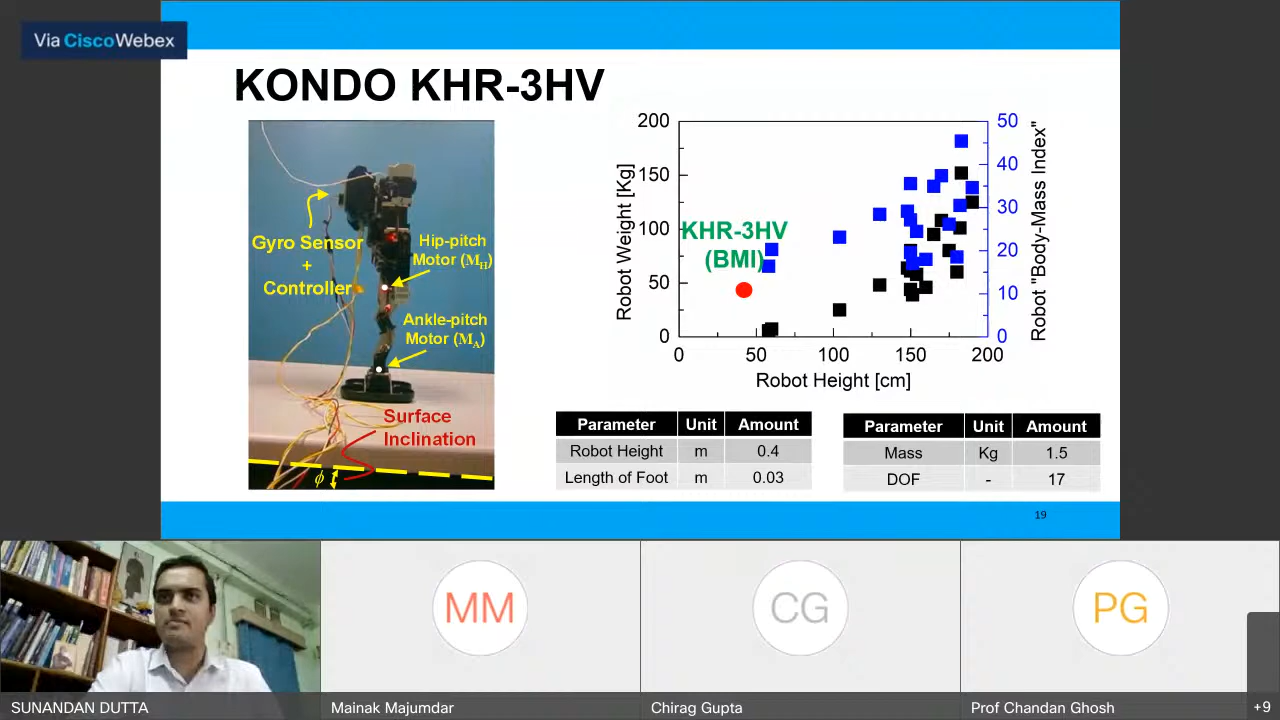 Via CiscoWebex
KONDO KHR-3HV
Gyro Sensor
+
Controller
Hip-pitch
Motor (M_H)
Ankle-pitch
Motor (M_A)
Surface
Inclination
ϕ
200
150
100
50
0
Robot Weight [Kg]
KHR-3HV
(BMI)
50
40
30
20
10
0
Robot "Body-Mass Index"
0 50 100 150 200
Robot Height [cm]
Parameter Unit Amount
Robot Height m 0.4
Length of Foot m 0.03
Parameter Unit Amount
Mass Kg 1.5
DOF - 17
19
MM
CG
PG
SUNANDAN DUTTA
Mainak Majumdar
Chirag Gupta
Prof Chandan Ghosh
+9